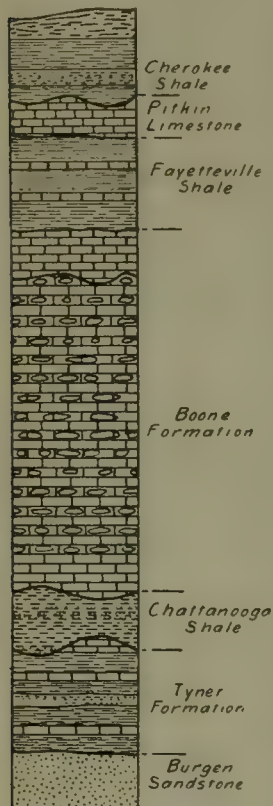 Cherokee
Shale
Pitkin
Limestone
Fayetteville
Shale
Boone
Formation
Chattanooga
Shale
Tyner
Formation
Burgen
Sandstone